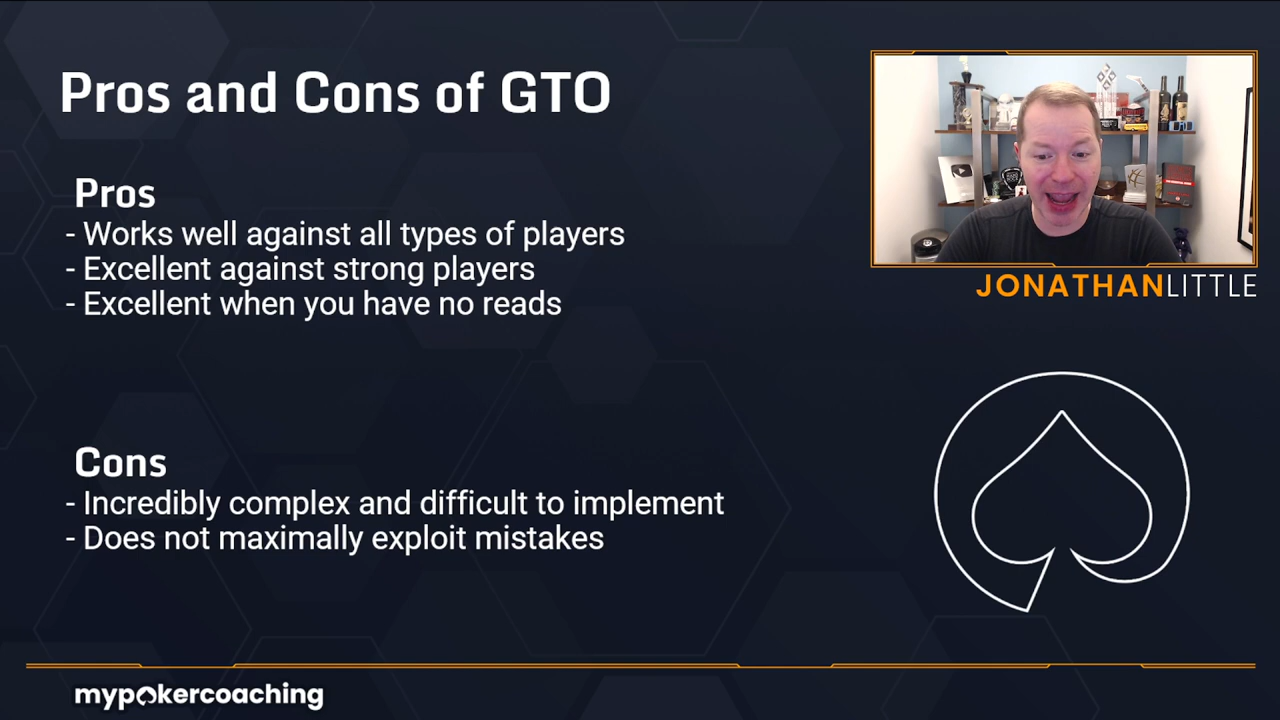 Pros and Cons of GTO
Pros
- Works well against all types of players
- Excellent against strong players
- Excellent when you have no reads
Cons
- Incredibly complex and difficult to implement
- Does not maximally exploit mistakes
JONATHANLITTLE
mypokercoaching